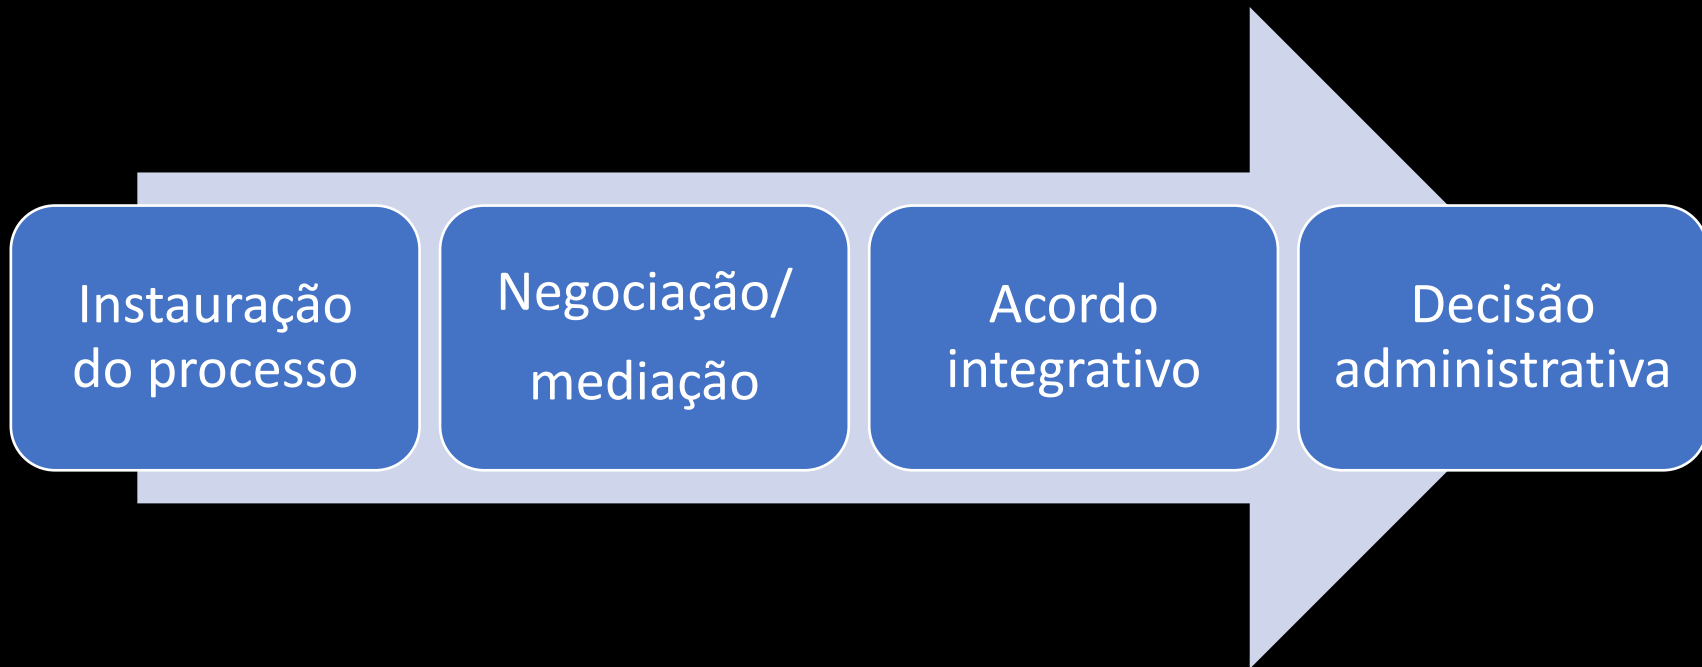 Instauração
do processo
Negociação/
mediação
Acordo
integrativo
Decisão
administrativa